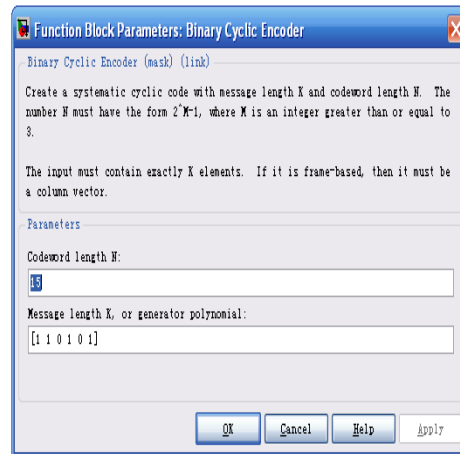 Function Block Parameters: Binary Cyclic Encoder
Binary Cyclic Encoder (mask) (link)
Create a systematic cyclic code with message length K and codeword length N. The
number N must have the form 2^M-1, where M is an integer greater than or equal to
3.
The input must contain exactly K elements. If it is frame-based, then it must be
a column vector.
Parameters
Codeword length N:
15
Message length K, or generator polynomial:
[1 1 0 1 0 1]
OK Cancel Help Apply